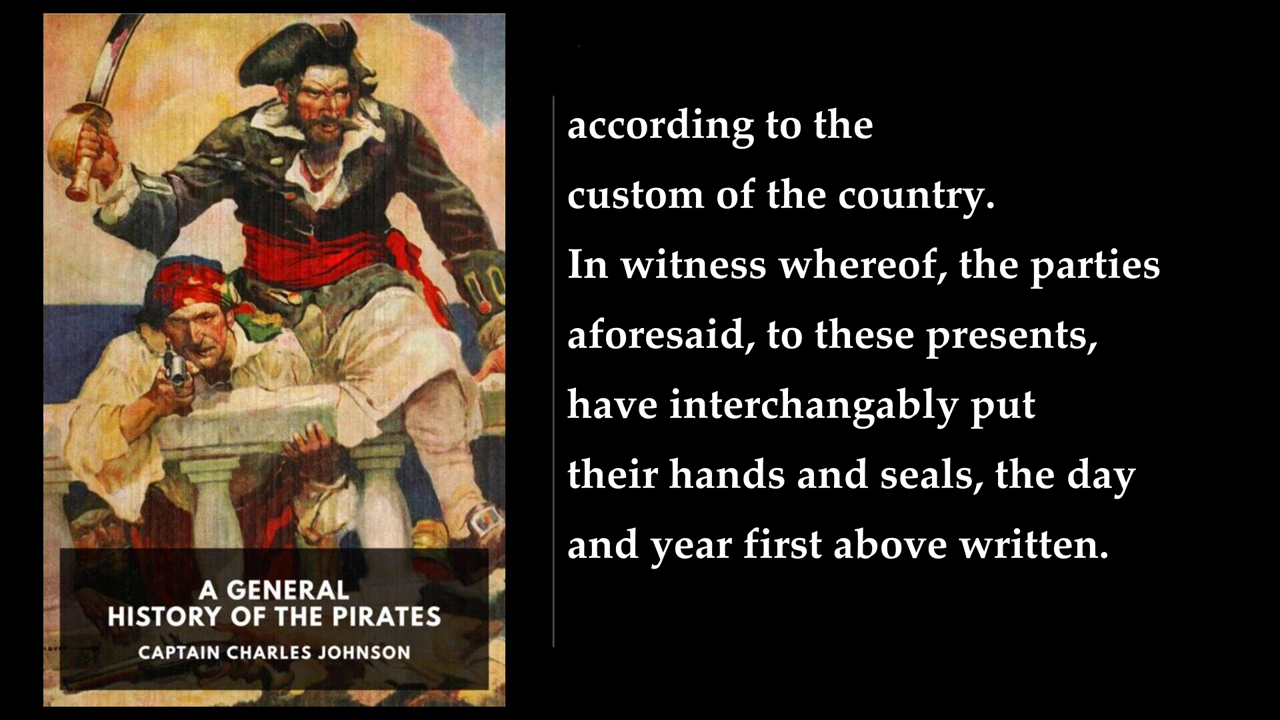 A GENERAL
HISTORY OF THE PIRATES
CAPTAIN CHARLES JOHNSON
according to the
custom of the country.
In witness whereof, the parties
aforesaid, to these presents,
have interchangably put
their hands and seals, the day
and year first above written.